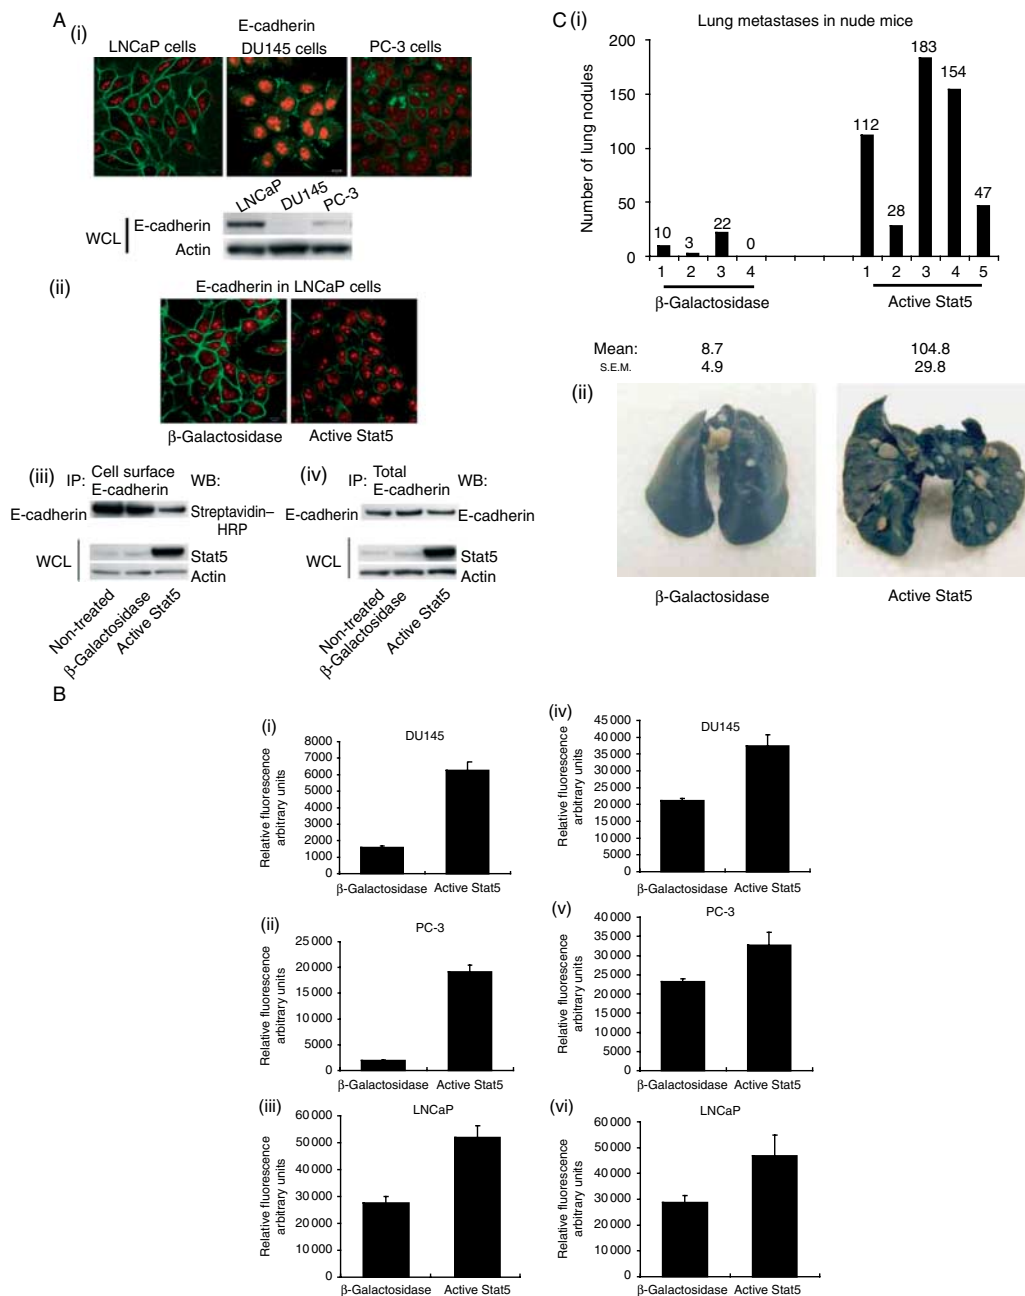 A
(i)
E-cadherin
LNCaP cells
DU145 cells
PC-3 cells
LNCaP
DU145
PC-3
WCL
E-cadherin
Actin
(ii)
E-cadherin in LNCaP cells
β-Galactosidase
Active Stat5
(iii)
IP:
Cell surface
E-cadherin
WB:
E-cadherin
Streptavidin–
HRP
WCL
Stat5
Actin
Non-treated
β-Galactosidase
Active Stat5
(iv)
IP:
Total
E-cadherin
WB:
E-cadherin
E-cadherin
WCL
Stat5
Actin
Non-treated
β-Galactosidase
Active Stat5
C
(i)
Lung metastases in nude mice
Number of lung nodules
200
150
100
50
0
10
3
22
0
112
28
183
154
47
1
2
3
4
1
2
3
4
5
β-Galactosidase
Active Stat5
Mean:
8.7
104.8
S.E.M.
4.9
29.8
(ii)
β-Galactosidase
Active Stat5
B
(i)
DU145
Relative fluorescence
arbitrary units
8000
7000
6000
5000
4000
3000
2000
1000
0
β-Galactosidase
Active Stat5
(iv)
DU145
Relative fluorescence
arbitrary units
45 000
40 000
35 000
30 000
25 000
20 000
15 000
10 000
5000
0
β-Galactosidase
Active Stat5
(ii)
PC-3
Relative fluorescence
arbitrary units
25 000
20 000
15 000
10 000
5000
0
β-Galactosidase
Active Stat5
(v)
PC-3
Relative fluorescence
arbitrary units
40 000
35 000
30 000
25 000
20 000
15 000
10 000
5000
0
β-Galactosidase
Active Stat5
(iii)
LNCaP
Relative fluorescence
arbitrary units
60 000
50 000
40 000
30 000
20 000
10 000
0
β-Galactosidase
Active Stat5
(vi)
LNCaP
Relative fluorescence
arbitrary units
60 000
50 000
40 000
30 000
20 000
10 000
0
β-Galactosidase
Active Stat5